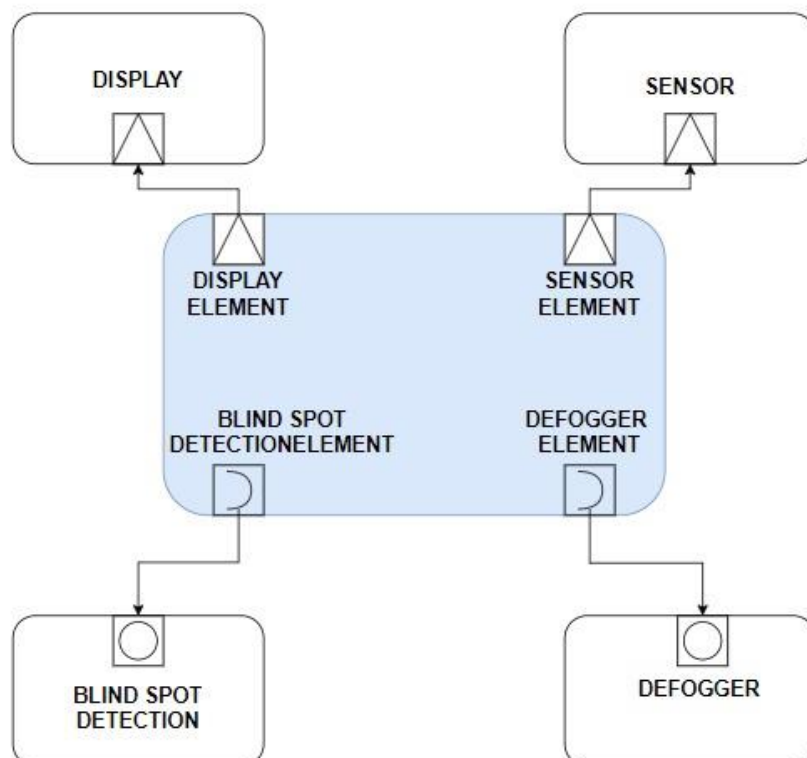 DISPLAY
SENSOR
DISPLAY
ELEMENT
SENSOR
ELEMENT
BLIND SPOT
DETECTIONELEMENT
DEFOGGER
ELEMENT
BLIND SPOT
DETECTION
DEFOGGER